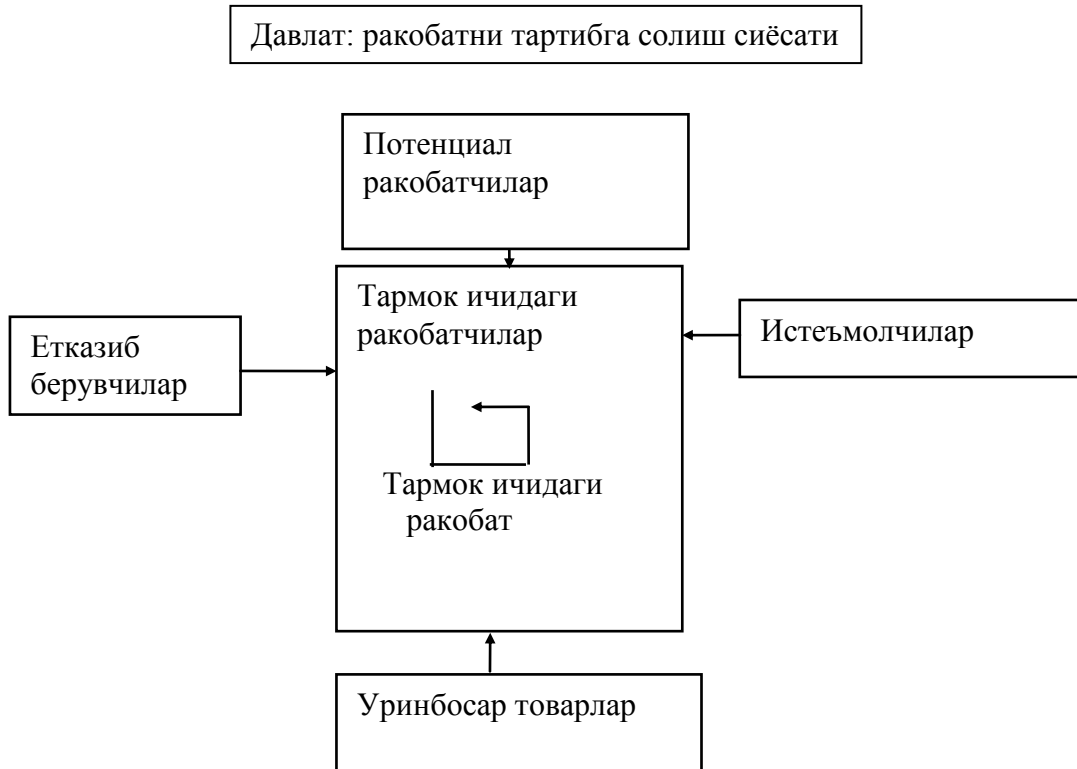 Давлат: ракобатни тартибга солиш сиёсати
Потенциал
ракобатчилар
Тармок ичидаги
ракобатчилар
Етказиб
берувчилар
Истеъмолчилар
Тармок ичидаги
ракобат
Уринбосар товарлар